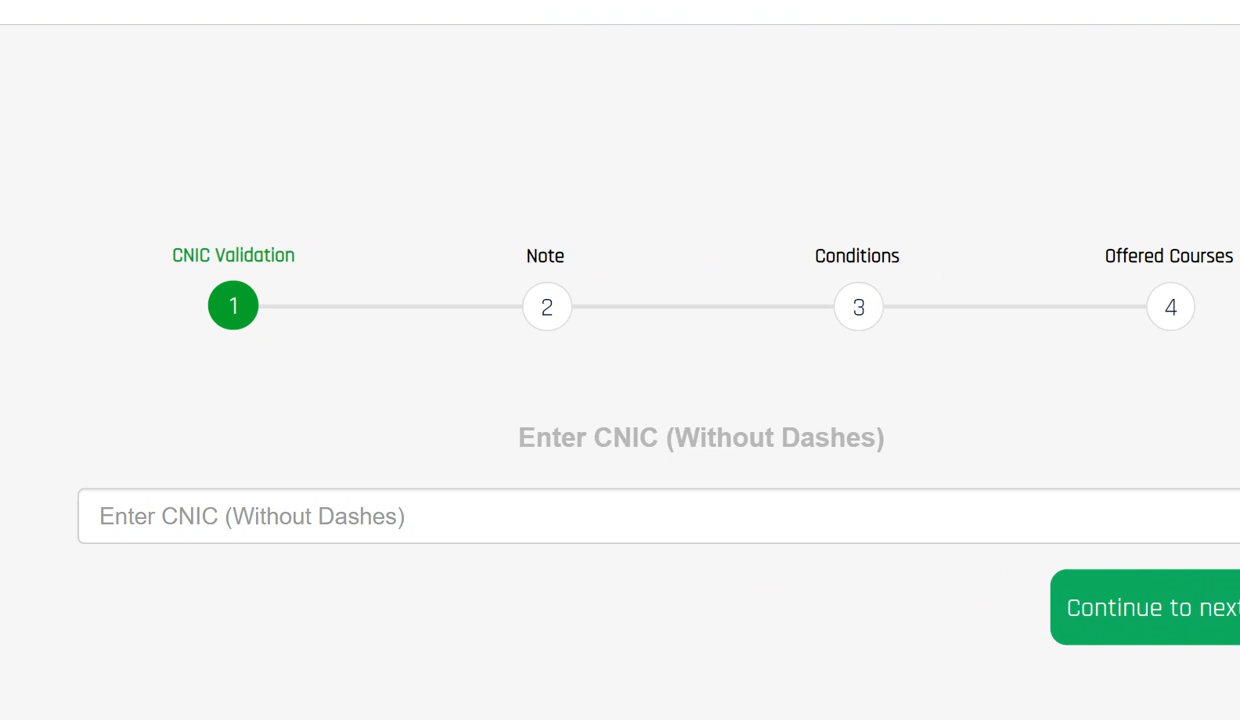 CNIC Validation Note Conditions Offered Courses
1 2 3 4
Enter CNIC (Without Dashes)
Enter CNIC (Without Dashes)
Continue to next